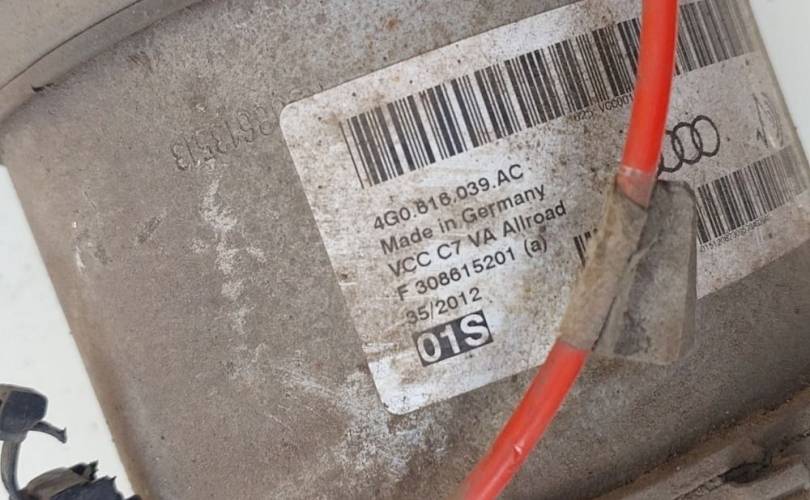 4G0.616.039.AC
Made in Germany
VCC C7 VA Allroad
F 308615201 (a)
35/2012
01S